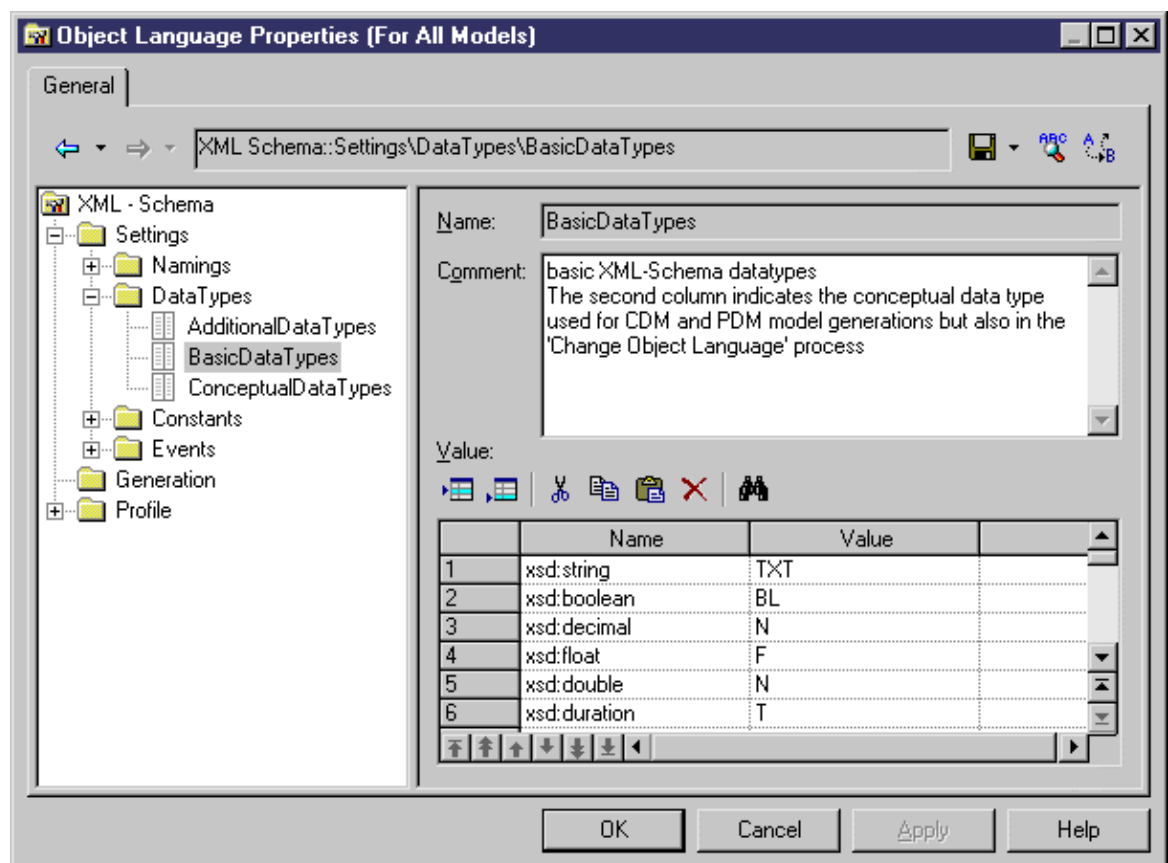 Object Language Properties (For All Models)
General
XML Schema::Settings\DataTypes\BasicDataTypes
ABC
A B
XML - Schema
Settings
Namings
DataTypes
AdditionalDataTypes
BasicDataTypes
ConceptualDataTypes
Constants
Events
Generation
Profile
Name: BasicDataTypes
Comment: basic XML-Schema datatypes
The second column indicates the conceptual data type
used for CDM and PDM model generations but also in the
'Change Object Language' process
Value:
Name Value
1 xsd:string TXT
2 xsd:boolean BL
3 xsd:decimal N
4 xsd:float F
5 xsd:double N
6 xsd:duration T
OK Cancel Apply Help